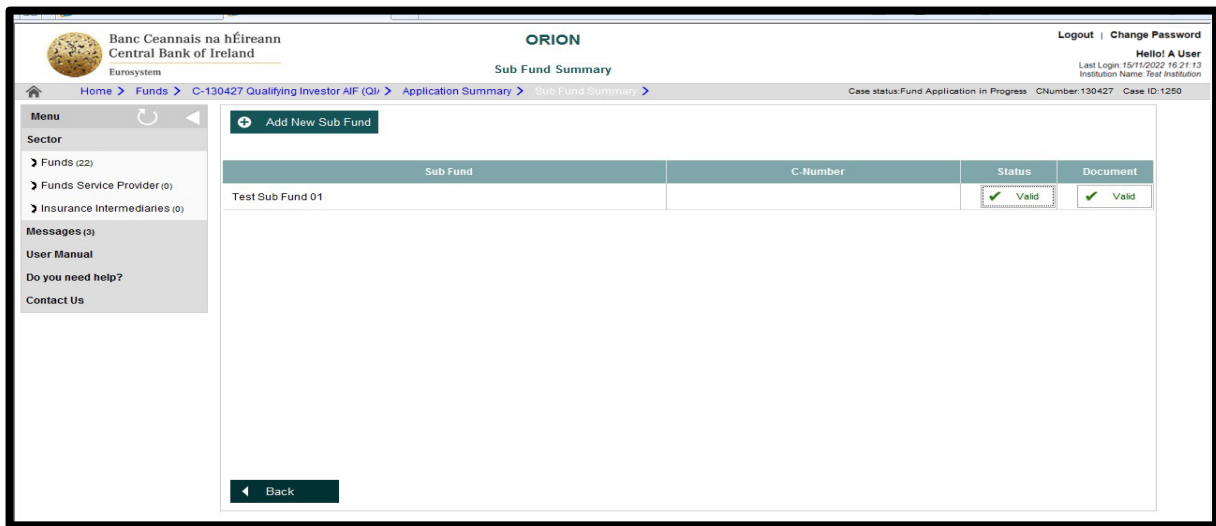 Banc Ceannais na hÉireann
Central Bank of Ireland
Eurosystem
ORION
Sub Fund Summary
Logout | Change Password
Hello! A User
Last Login:15/11/2022 16:21:13
Institution Name:Test Institution
Home > Funds > C-130427 Qualifying Investor AIF (QI/ > Application Summary > Sub Fund Summary >
Case status:Fund Application in Progress CNumber:130427 Case ID:1250
Menu
Sector
Funds (22)
Funds Service Provider (0)
Insurance Intermediaries (0)
Messages (3)
User Manual
Do you need help?
Contact Us
Add New Sub Fund
Sub Fund C-Number Status Document
Test Sub Fund 01 Valid Valid
Back